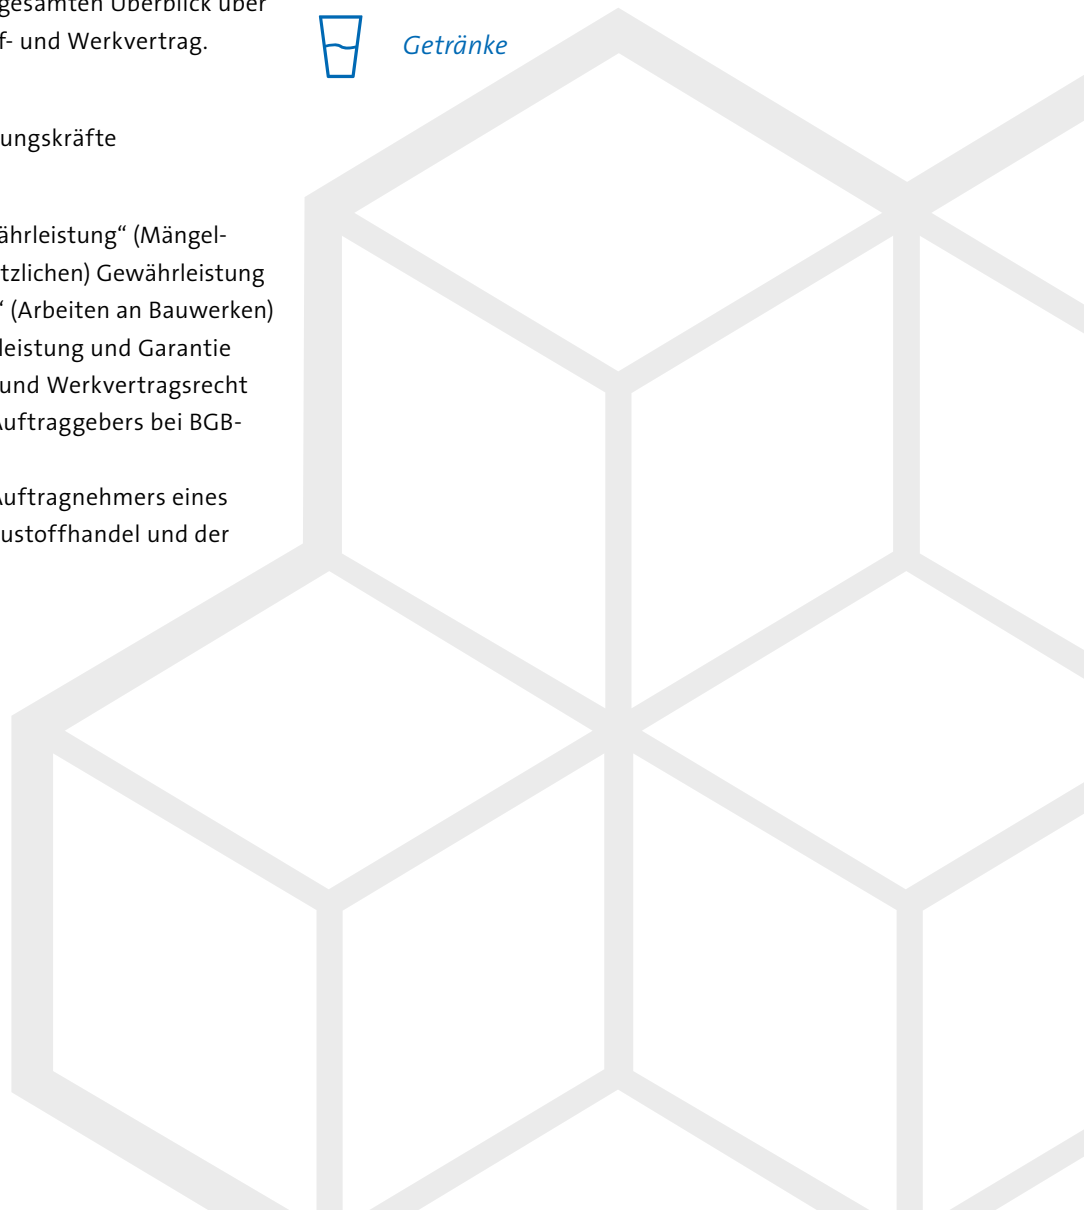 gesamten Überblick über
f- und Werkvertrag.
Getränke
ungskräfte
ährleistung“ (Mängel-
tzlichen) Gewährleistung
“ (Arbeiten an Bauwerken)
leistung und Garantie
und Werkvertragsrecht
Auftraggebers bei BGB-
Auftragnehmers eines
ustoffhandel und der